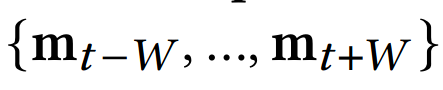 {m_{t−W}, …, m_{t+W}}